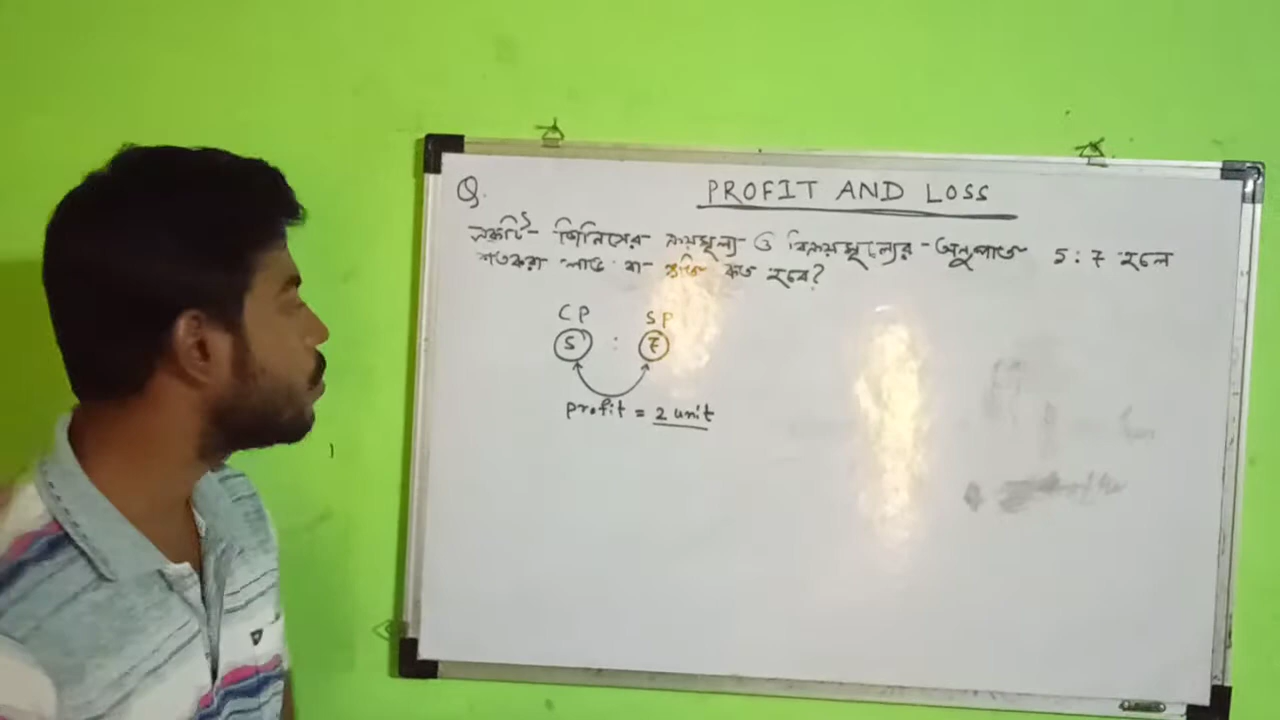 Q. PROFIT AND LOSS
একটি জিনিসের ক্রয়মূল্য ও বিক্রয়মূল্যের অনুপাত 5 : 7 হলে
শতকরা লাভ বা ক্ষতি কত হবে?
CP SP
5 : 7
profit = 2 unit